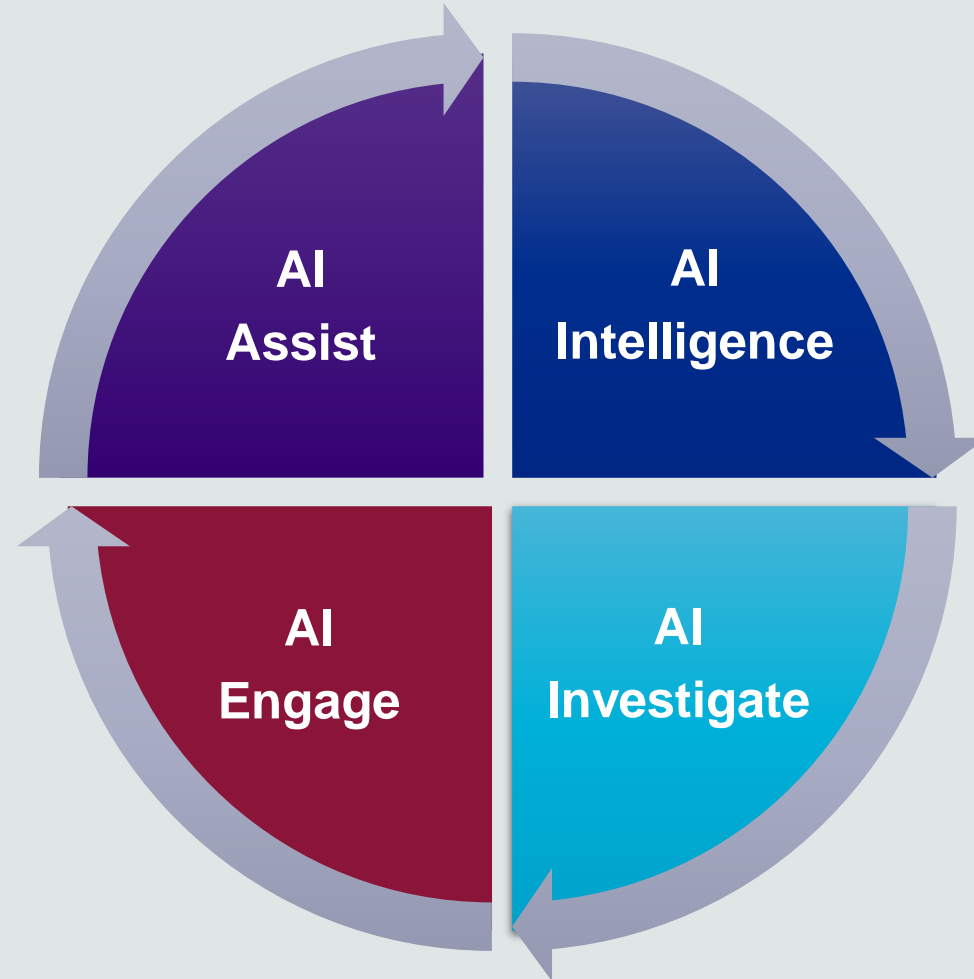 AI
Assist
AI
Intelligence
AI
Engage
AI
Investigate